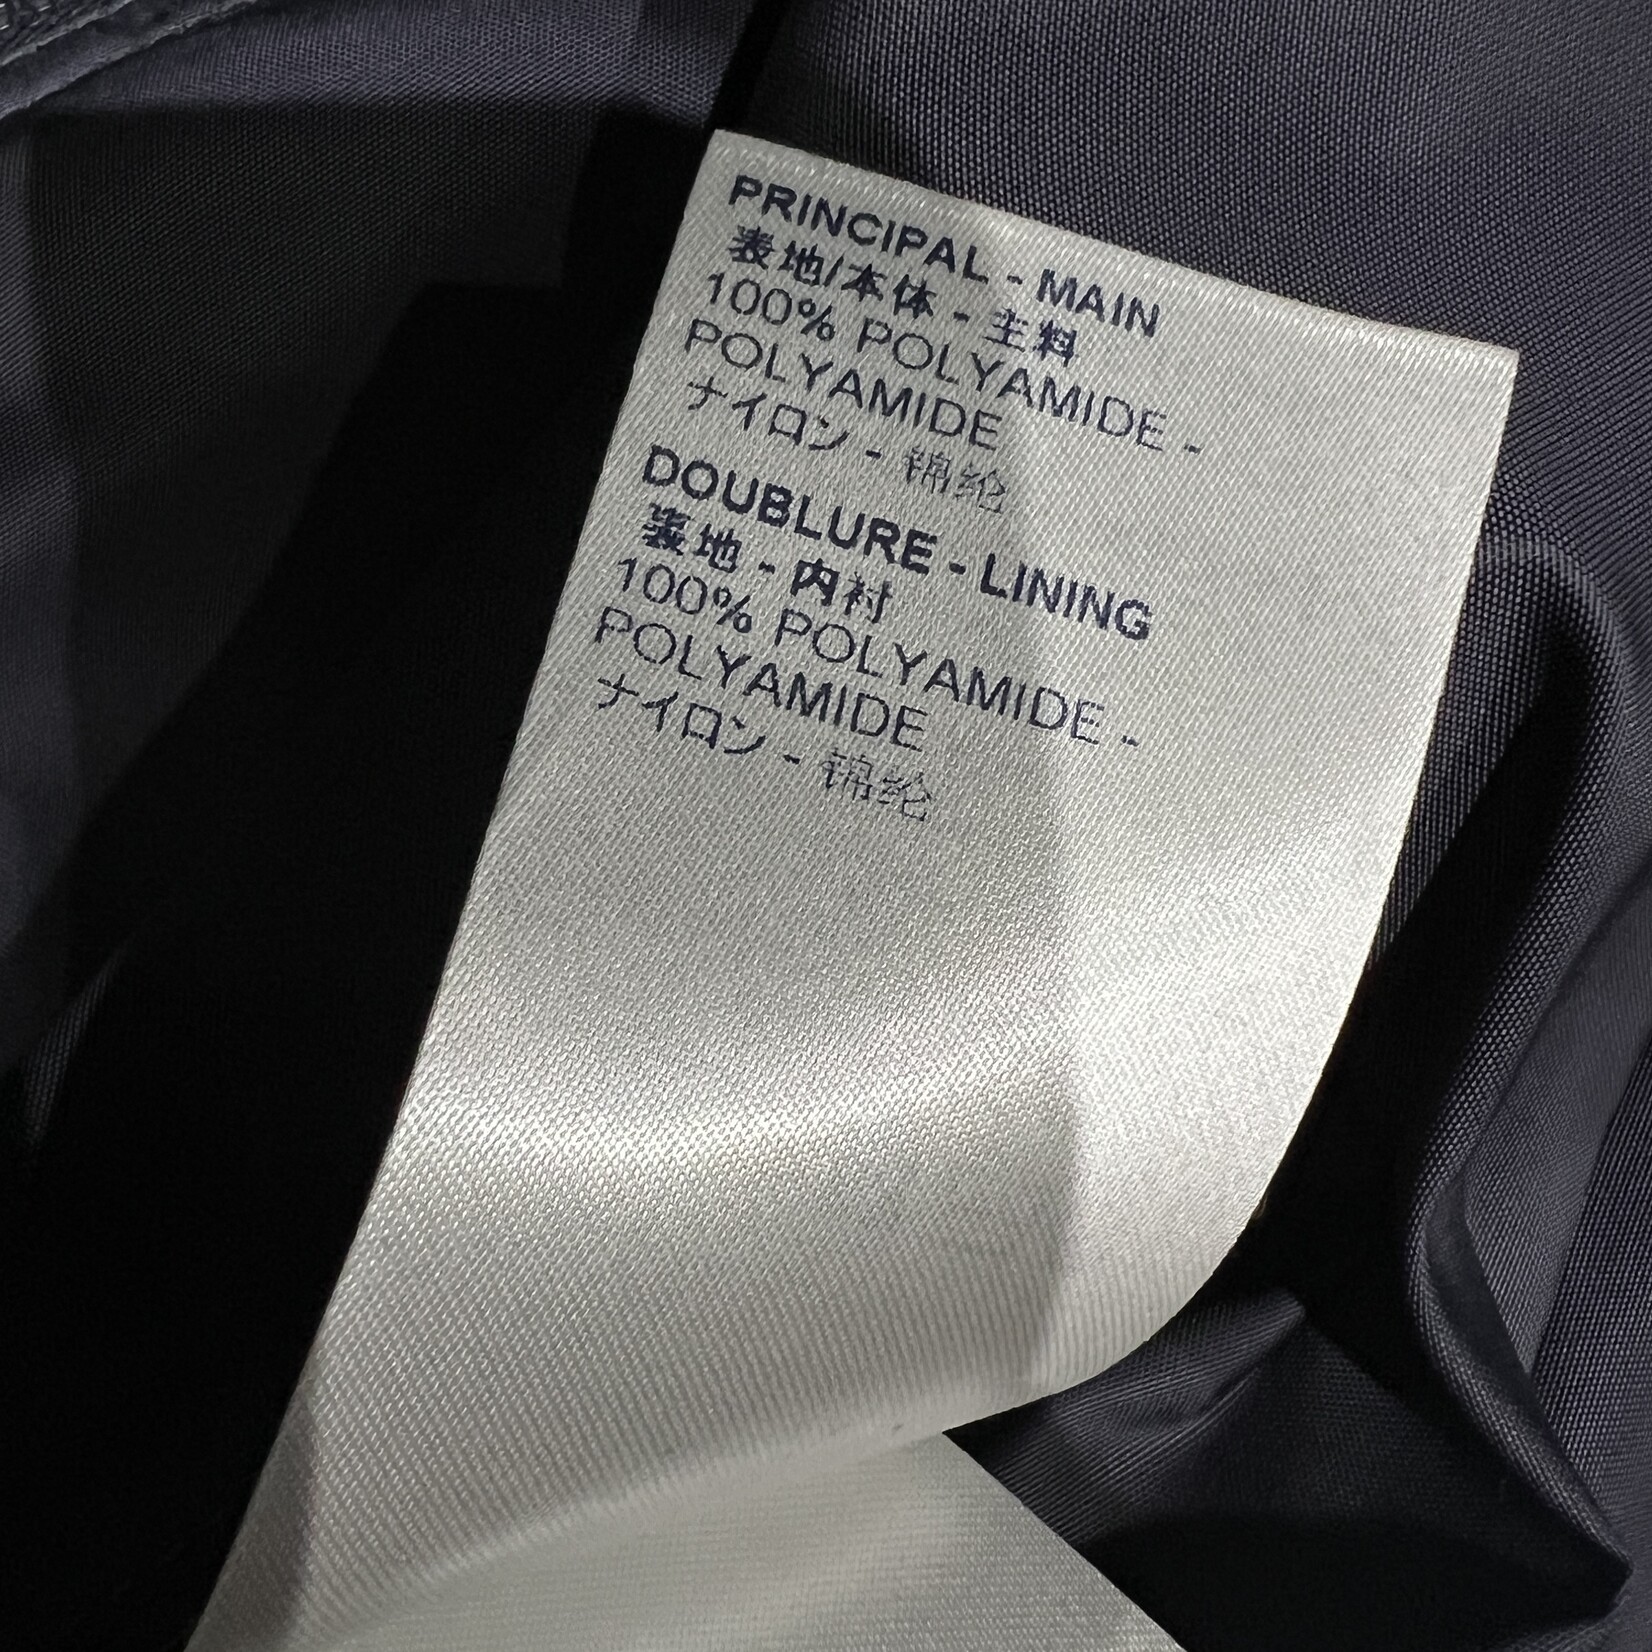 PRINCIPAL - MAIN
表地/本体 - 主料
100% POLYAMIDE -
POLYAMIDE
ナイロン - 锦纶
DOUBLURE - LINING
裏地 - 内衬
100% POLYAMIDE -
POLYAMIDE
ナイロン - 锦纶